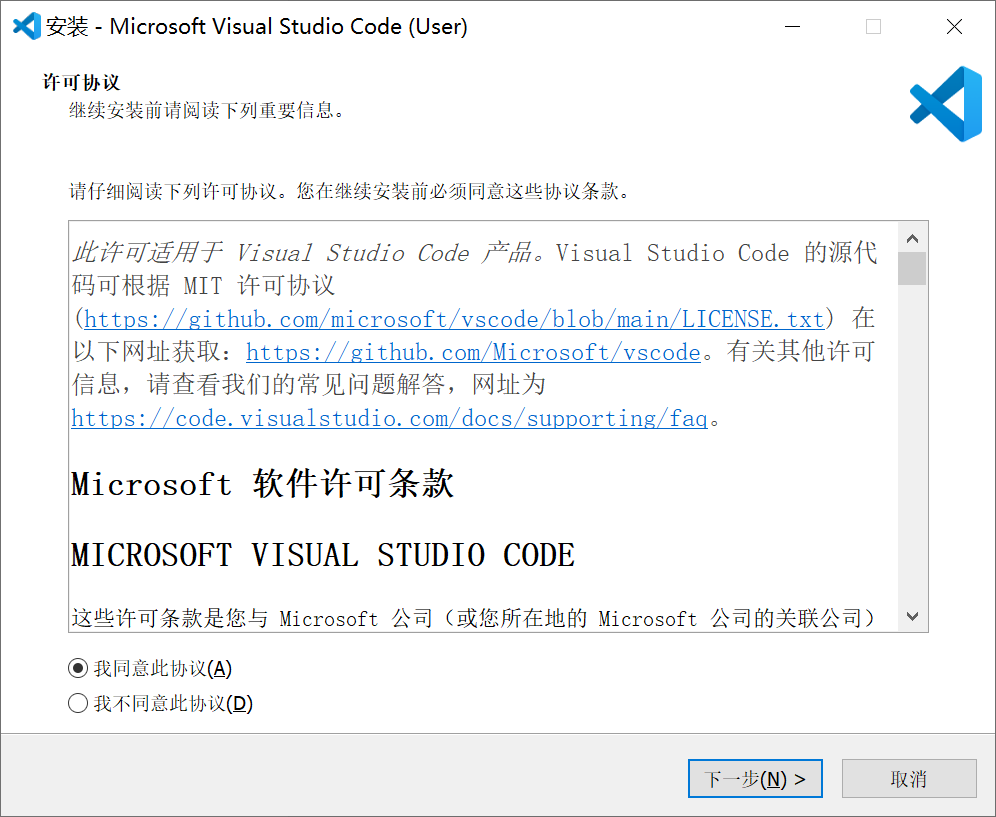 安装 - Microsoft Visual Studio Code (User)
许可协议
继续安装前请阅读下列重要信息。
请仔细阅读下列许可协议。您在继续安装前必须同意这些协议条款。
此许可适用于 Visual Studio Code 产品。Visual Studio Code 的源代
码可根据 MIT 许可协议
(https://github.com/microsoft/vscode/blob/main/LICENSE.txt) 在
以下网址获取：https://github.com/Microsoft/vscode。有关其他许可
信息，请查看我们的常见问题解答，网址为
https://code.visualstudio.com/docs/supporting/faq。
Microsoft 软件许可条款
MICROSOFT VISUAL STUDIO CODE
这些许可条款是您与 Microsoft 公司（或您所在地的 Microsoft 公司的关联公司）
我同意此协议(A)
我不同意此协议(D)
下一步(N) >
取消